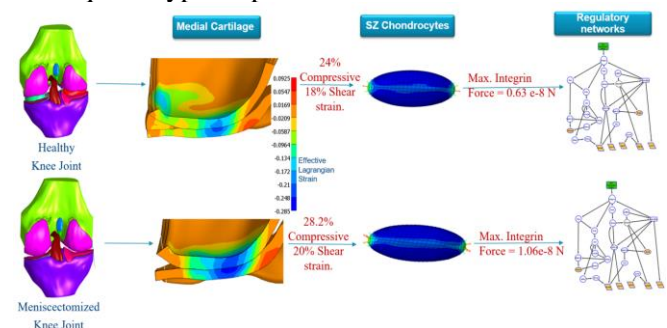 Medial Cartilage
SZ Chondrocytes
Regulatory
networks
24%
Compressive
18% Shear
strain.
Max. Integrin
Force = 0.63 e-8 N
Healthy
Knee Joint
0.0925
0.0547
0.0169
-0.0209
-0.0587
-0.0964
-0.134
-0.172
-0.21
-0.248
-0.285
Effective
Lagrangian
Strain
28.2%
Compressive
20% Shear
strain.
Max. Integrin
Force = 1.06e-8 N
Meniscectomized
Knee Joint